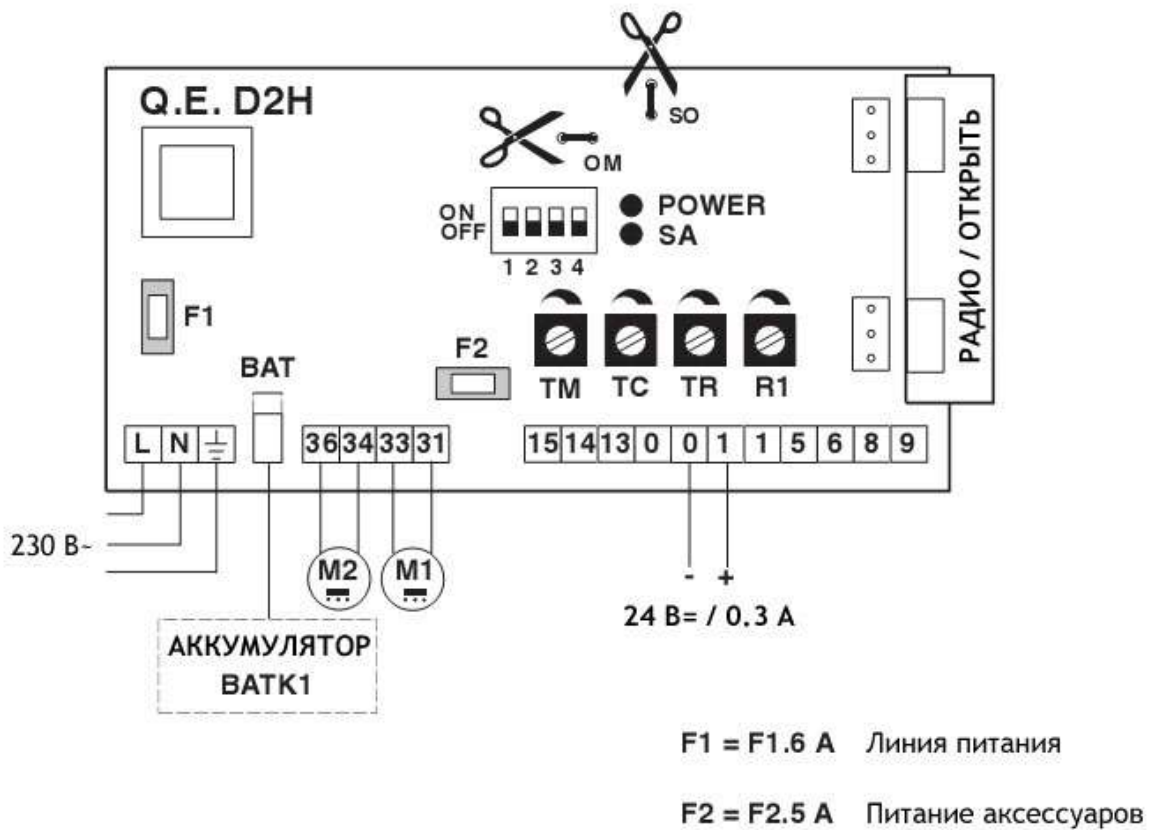 Q.E. D2H
SO
OM
ON
OFF
1 2 3 4
POWER
SA
РАДИО / ОТКРЫТЬ
F1
F2
BAT
TM TC TR R1
L N
36 34 33 31
15 14 13 0 0 1 1 5 6 8 9
230 В~
M2 M1
- +
24 В= / 0.3 А
АККУМУЛЯТОР
BATK1
F1 = F1.6 A Линия питания
F2 = F2.5 A Питание аксессуаров